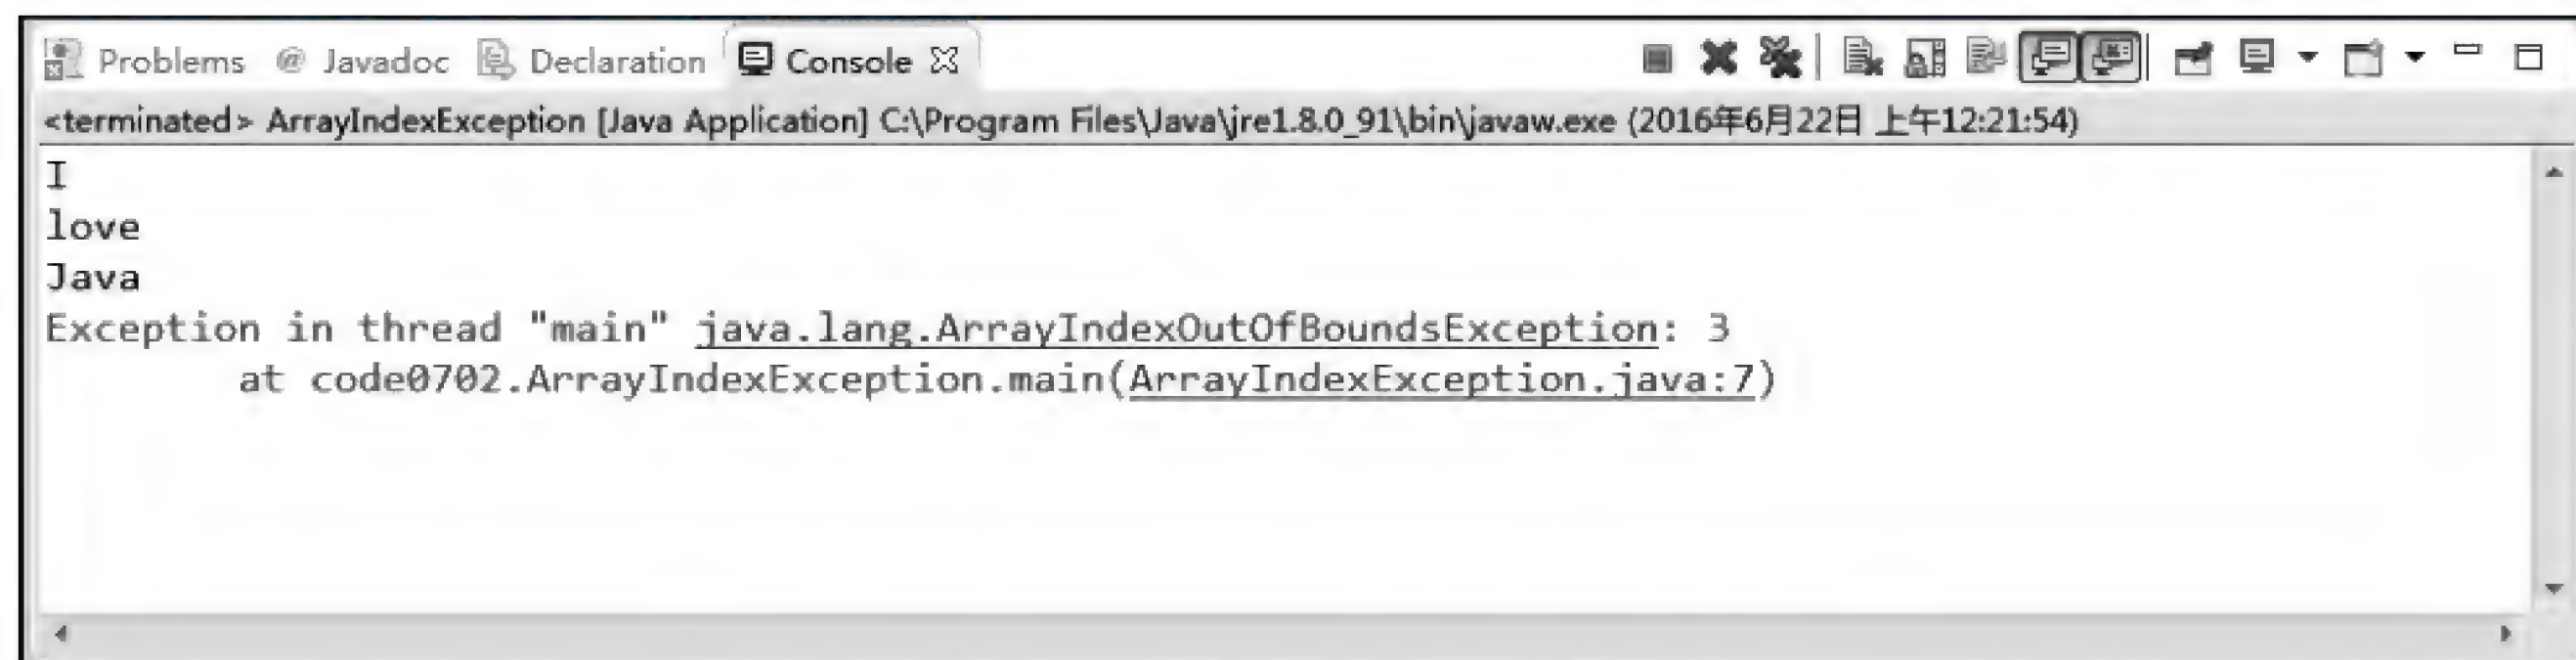 Problems @ Javadoc Declaration Console
<terminated> ArrayIndexException [Java Application] C:\Program Files\Java\jre1.8.0_91\bin\javaw.exe (2016年6月22日 上午12:21:54)
I
love
Java
Exception in thread "main" java.lang.ArrayIndexOutOfBoundsException: 3
at code0702.ArrayIndexException.main(ArrayIndexException.java:7)